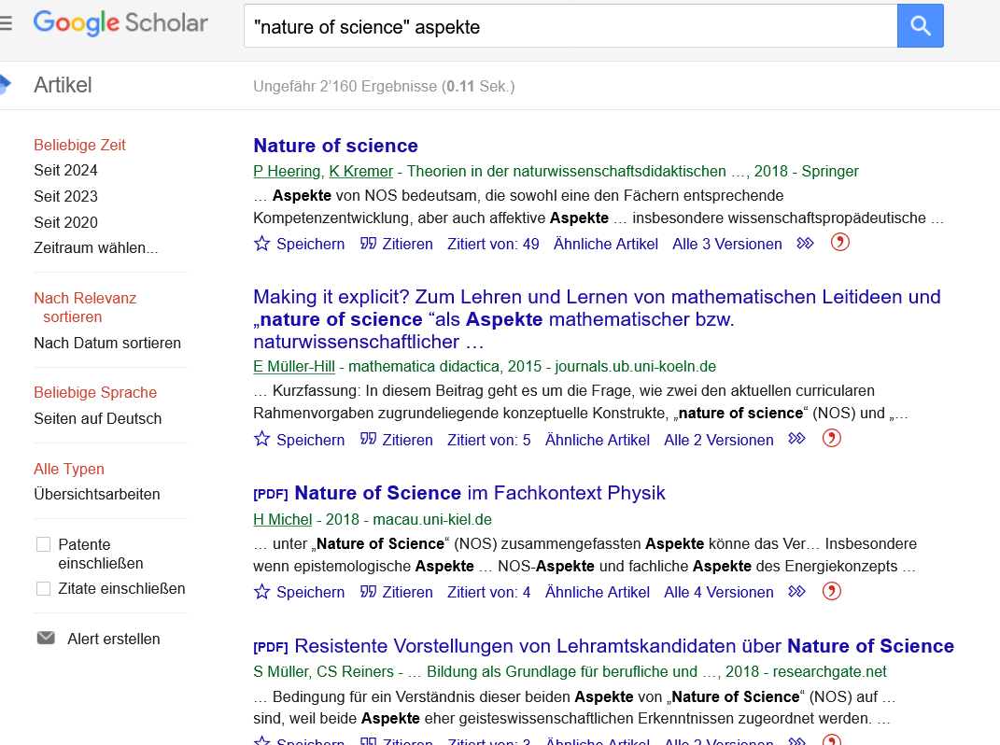 Google Scholar
"nature of science" aspekte
Artikel
Ungefähr 2’160 Ergebnisse (0.11 Sek.)
Beliebige Zeit
Seit 2024
Seit 2023
Seit 2020
Zeitraum wählen...
Nach Relevanz
sortieren
Nach Datum sortieren
Beliebige Sprache
Seiten auf Deutsch
Alle Typen
Übersichtsarbeiten
Patente
einschließen
Zitate einschließen
Alert erstellen
Nature of science
P Heering, K Kremer - Theorien in der naturwissenschaftsdidaktischen …, 2018 - Springer
… Aspekte von NOS bedeutsam, die sowohl eine den Fächern entsprechende
Kompetenzentwicklung, aber auch affektive Aspekte … insbesondere wissenschaftspropädeutische …
Speichern Zitieren Zitiert von: 49 Ähnliche Artikel Alle 3 Versionen
Making it explicit? Zum Lehren und Lernen von mathematischen Leitideen und
„nature of science “als Aspekte mathematischer bzw.
naturwissenschaftlicher …
E Müller-Hill - mathematica didactica, 2015 - journals.ub.uni-koeln.de
… Kurzfassung: In diesem Beitrag geht es um die Frage, wie zwei den aktuellen curricularen
Rahmenvorgaben zugrundeliegende konzeptuelle Konstrukte, „nature of science“ (NOS) und „…
Speichern Zitieren Zitiert von: 5 Ähnliche Artikel Alle 2 Versionen
[PDF] Nature of Science im Fachkontext Physik
H Michel - 2018 - macau.uni-kiel.de
… unter „Nature of Science“ (NOS) zusammengefassten Aspekte könne das Ver… Insbesondere
wenn epistemologische Aspekte … NOS-Aspekte und fachliche Aspekte des Energiekonzepts …
Speichern Zitieren Zitiert von: 4 Ähnliche Artikel Alle 4 Versionen
[PDF] Resistente Vorstellungen von Lehramtskandidaten über Nature of Science
S Müller, CS Reiners - … Bildung als Grundlage für berufliche und …, 2018 - researchgate.net
… Bedingung für ein Verständnis dieser beiden Aspekte von „Nature of Science“ (NOS) auf …
sind, weil beide Aspekte eher geisteswissenschaftlichen Erkenntnissen zugeordnet werden. …
Speichern Zitieren Zitiert von: 3 Ähnliche Artikel Alle 2 Versionen